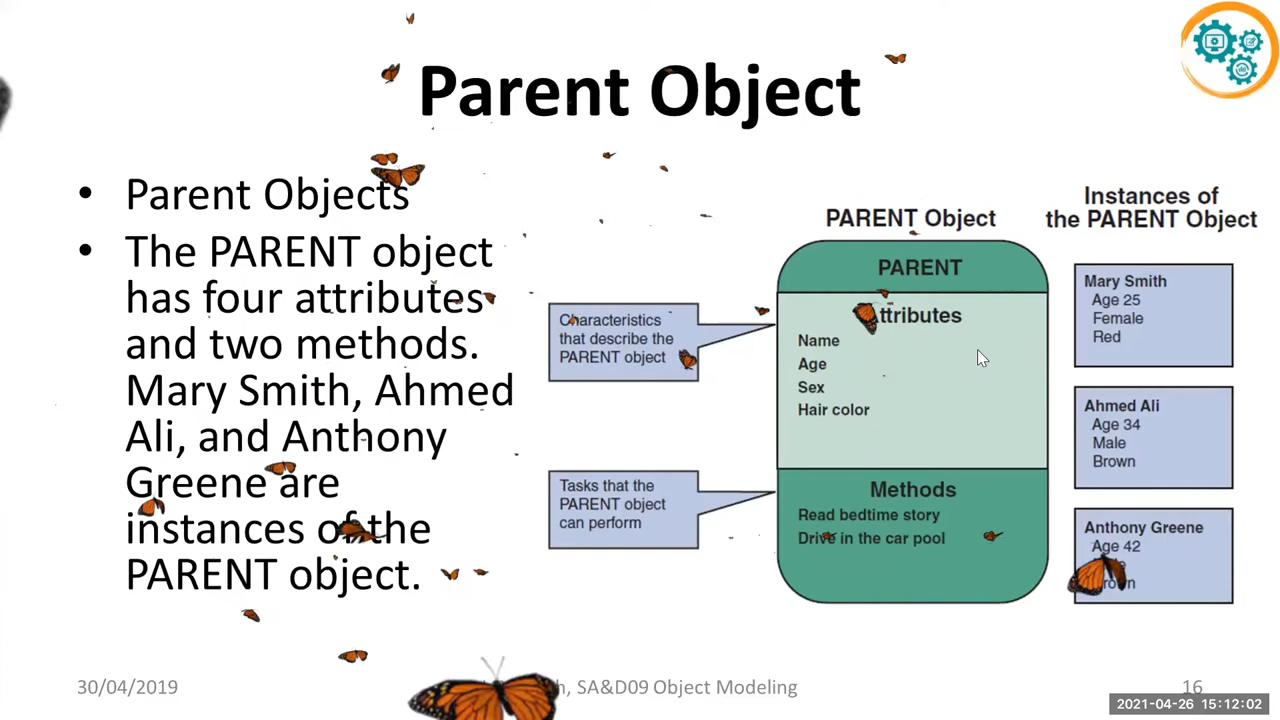 Parent Object
• Parent Objects
• The PARENT object
has four attributes
and two methods.
Mary Smith, Ahmed
Ali, and Anthony
Greene are
instances of the
PARENT object.
Characteristics
that describe the
PARENT object
Tasks that the
PARENT object
can perform
PARENT Object
PARENT
Attributes
Name
Age
Sex
Hair color
Methods
Read bedtime story
Drive in the car pool
Instances of
the PARENT Object
Mary Smith
Age 25
Female
Red
Ahmed Ali
Age 34
Male
Brown
Anthony Greene
Age 42
30/04/2019
SA&D09 Object Modeling
16
2021-04-26 15:12:02